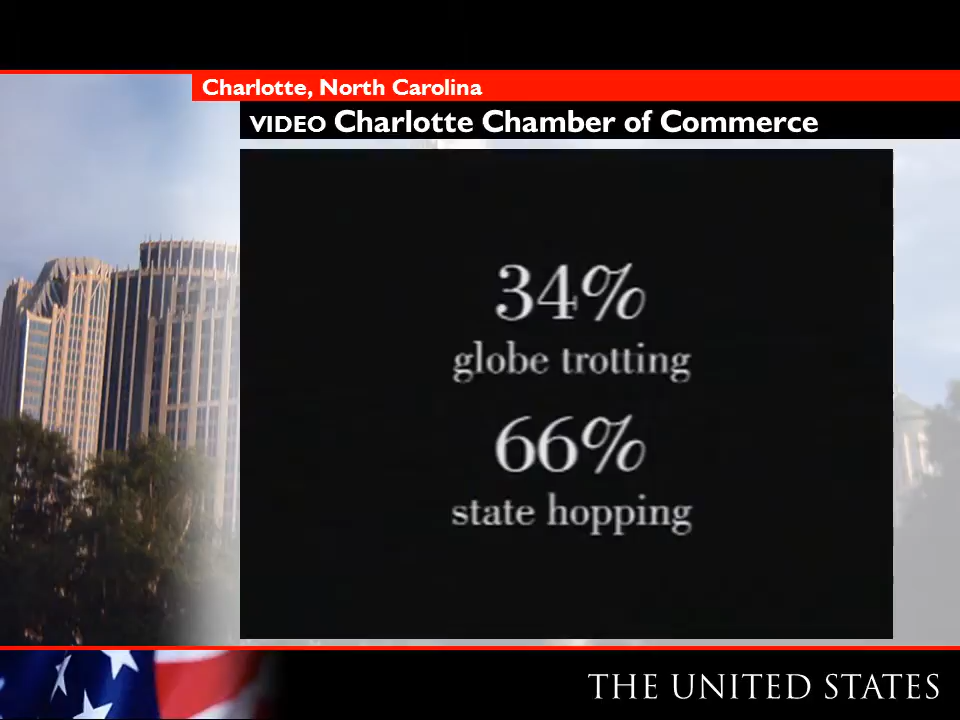 Charlotte, North Carolina
VIDEO Charlotte Chamber of Commerce
34%
globe trotting
66%
state hopping
THE UNITED STATES